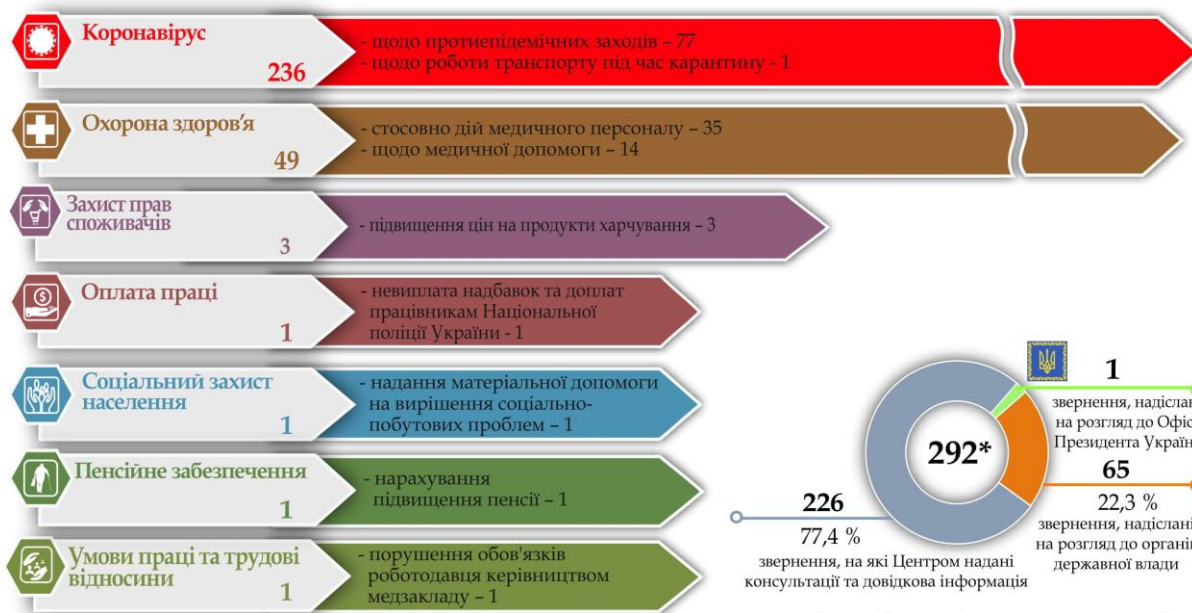 Коронавірус
236
- щодо протиепідемічних заходів – 77
- щодо роботи транспорту під час карантину - 1
Охорона здоров'я
49
- стосовно дій медичного персоналу – 35
- щодо медичної допомоги – 14
Захист прав
споживачів
3
- підвищення цін на продукти харчування – 3
Оплата праці
1
- невиплата надбавок та доплат
працівникам Національної
поліції України - 1
Соціальний захист
населення
1
- надання матеріальної допомоги
на вирішення соціально-
побутових проблем – 1
Пенсійне забезпечення
1
- нарахування
підвищення пенсії – 1
Умови праці та трудові
відносини
1
- порушення обов'язків
роботодавця керівництвом
медзакладу – 1
292*
1
звернення, надіслан
на розгляд до Офіс
Президента Україн
65
22,3 %
звернення, надіслані
на розгляд до органі
державної влади
226
77,4 %
звернення, на які Центром надані
консультації та довідкова інформація